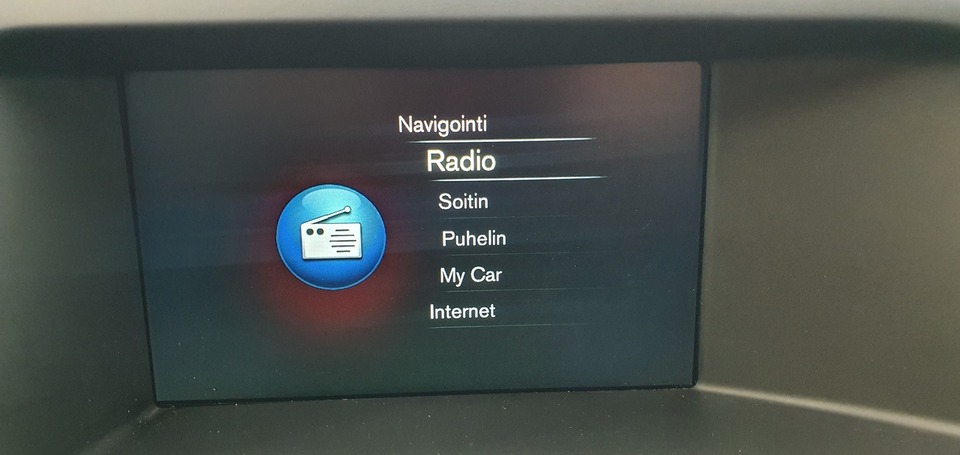 Navigointi
Radio
Soitin
Puhelin
My Car
Internet